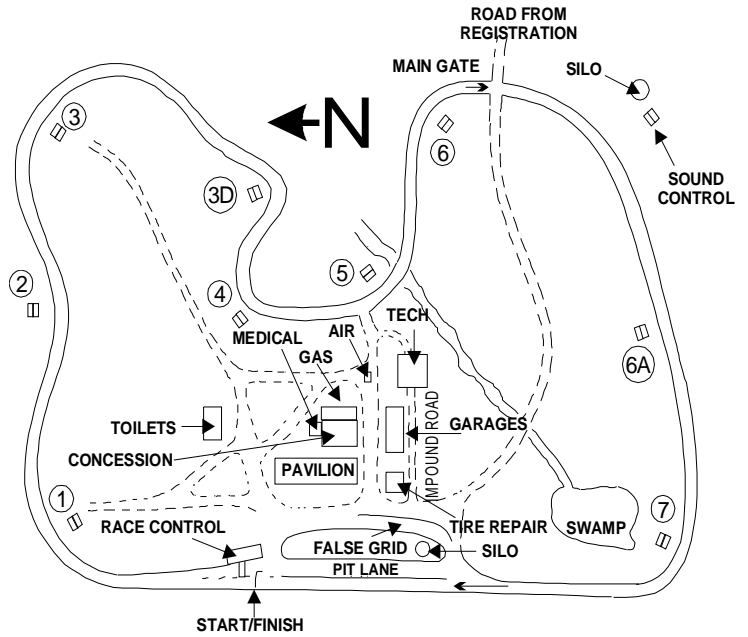 ROAD FROM
REGISTRATION
MAIN GATE
SILO
3
N
6
SOUND
CONTROL
3D
5
2
4
TECH
MEDICAL
AIR
GAS
6A
IMPOUND ROAD
TOILETS
GARAGES
CONCESSION
PAVILION
1
RACE CONTROL
TIRE REPAIR
SWAMP
7
FALSE GRID
SILO
PIT LANE
START/FINISH